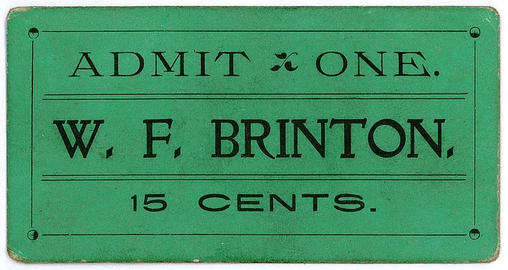 ADMIT ONE.
W. F. BRINTON.
15 CENTS.